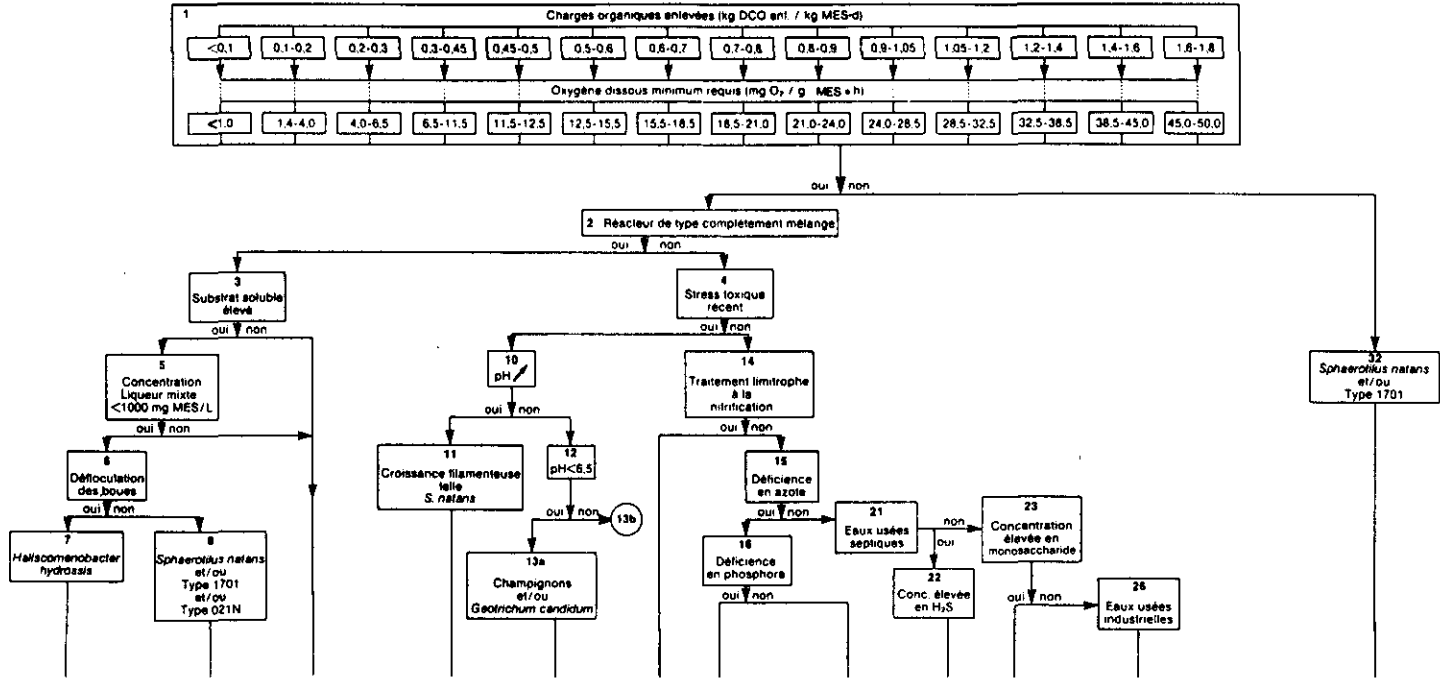 1
Charges organiques enlevées (kg DCO enl. / kg MES-d)
<0,1 0,1-0,2 0,2-0,3 0,3-0,45 0,45-0,5 0,5-0,6 0,6-0,7 0,7-0,8 0,8-0,9 0,9-1,05 1,05-1,2 1,2-1,4 1,4-1,6 1,6-1,8
Oxygène dissous minimum requis (mg O₂ / g MES • h)
<1.0 1,4-4,0 4,0-6,5 6.5-11.5 11.5-12.5 12,5-15,5 15.5-18.5 18,5-21.0 21.0-24.0 24.0-28.5 28.5-32.5 32.5-38.5 38.5-45.0 45,0-50.0
oui non
2 Réacteur de type complètement mélangé
oui non
3
Substrat soluble
élevé
oui non
4
Stress toxique
récent
oui non
5
Concentration
Liqueur mixte
<1000 mg MES/L
oui non
10
pH
oui non
14
Traitement limitrophe
à la
nitrification
oui non
32
Sphaerotilus natans
et/ou
Type 1701
6
Défloculation
des boues
oui non
11
Croissance filamenteuse
telle
S. natans
12
pH<6,5
oui non
13b
15
Déficience
en azote
oui non
7
Haliscomenobacter
hydrossis
8
Sphaerotilus natans
et/ou
Type 1701
et/ou
Type 021N
13a
Champignons
et/ou
Geotrichum candidum
16
Déficience
en phosphore
oui non
21
Eaux usées
septiques
non
oui
22
Conc. élevée
en H₂S
23
Concentration
élevée en
monosaccharide
oui non
26
Eaux usées
industrielles